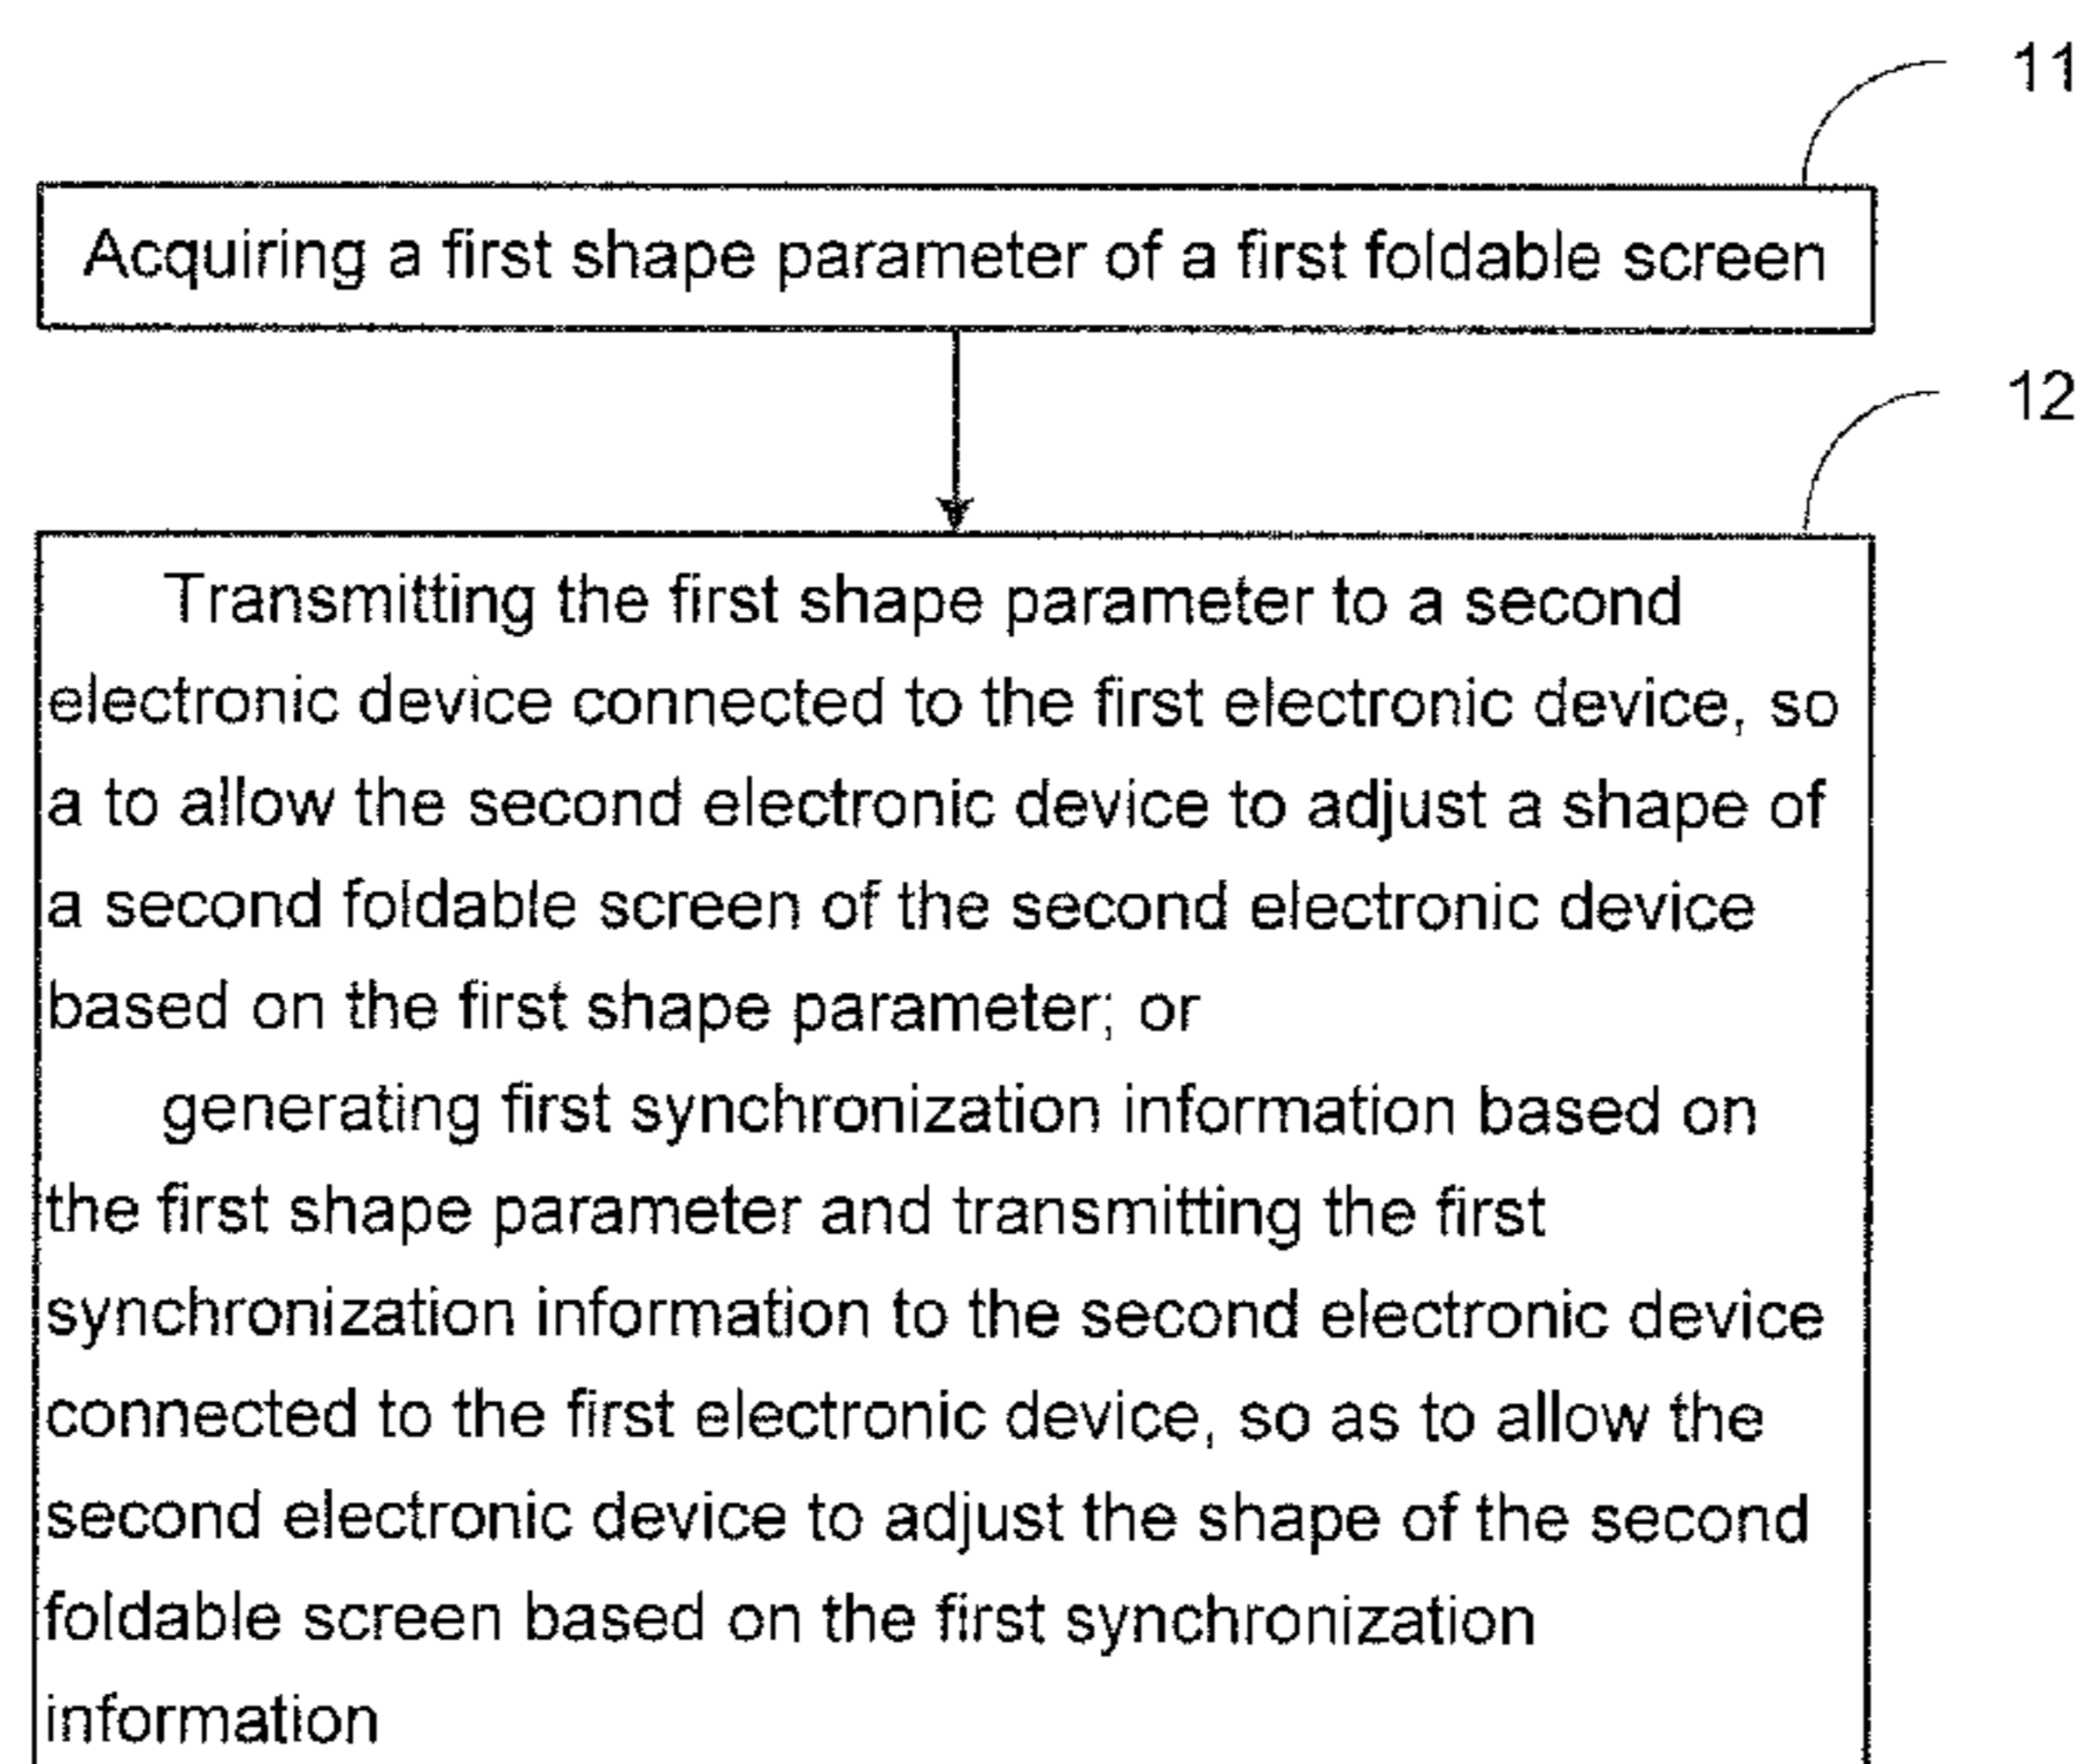 11
Acquiring a first shape parameter of a first foldable screen
12
Transmitting the first shape parameter to a second
electronic device connected to the first electronic device, so
a to allow the second electronic device to adjust a shape of
a second foldable screen of the second electronic device
based on the first shape parameter; or
generating first synchronization information based on
the first shape parameter and transmitting the first
synchronization information to the second electronic device
connected to the first electronic device, so as to allow the
second electronic device to adjust the shape of the second
foldable screen based on the first synchronization
information